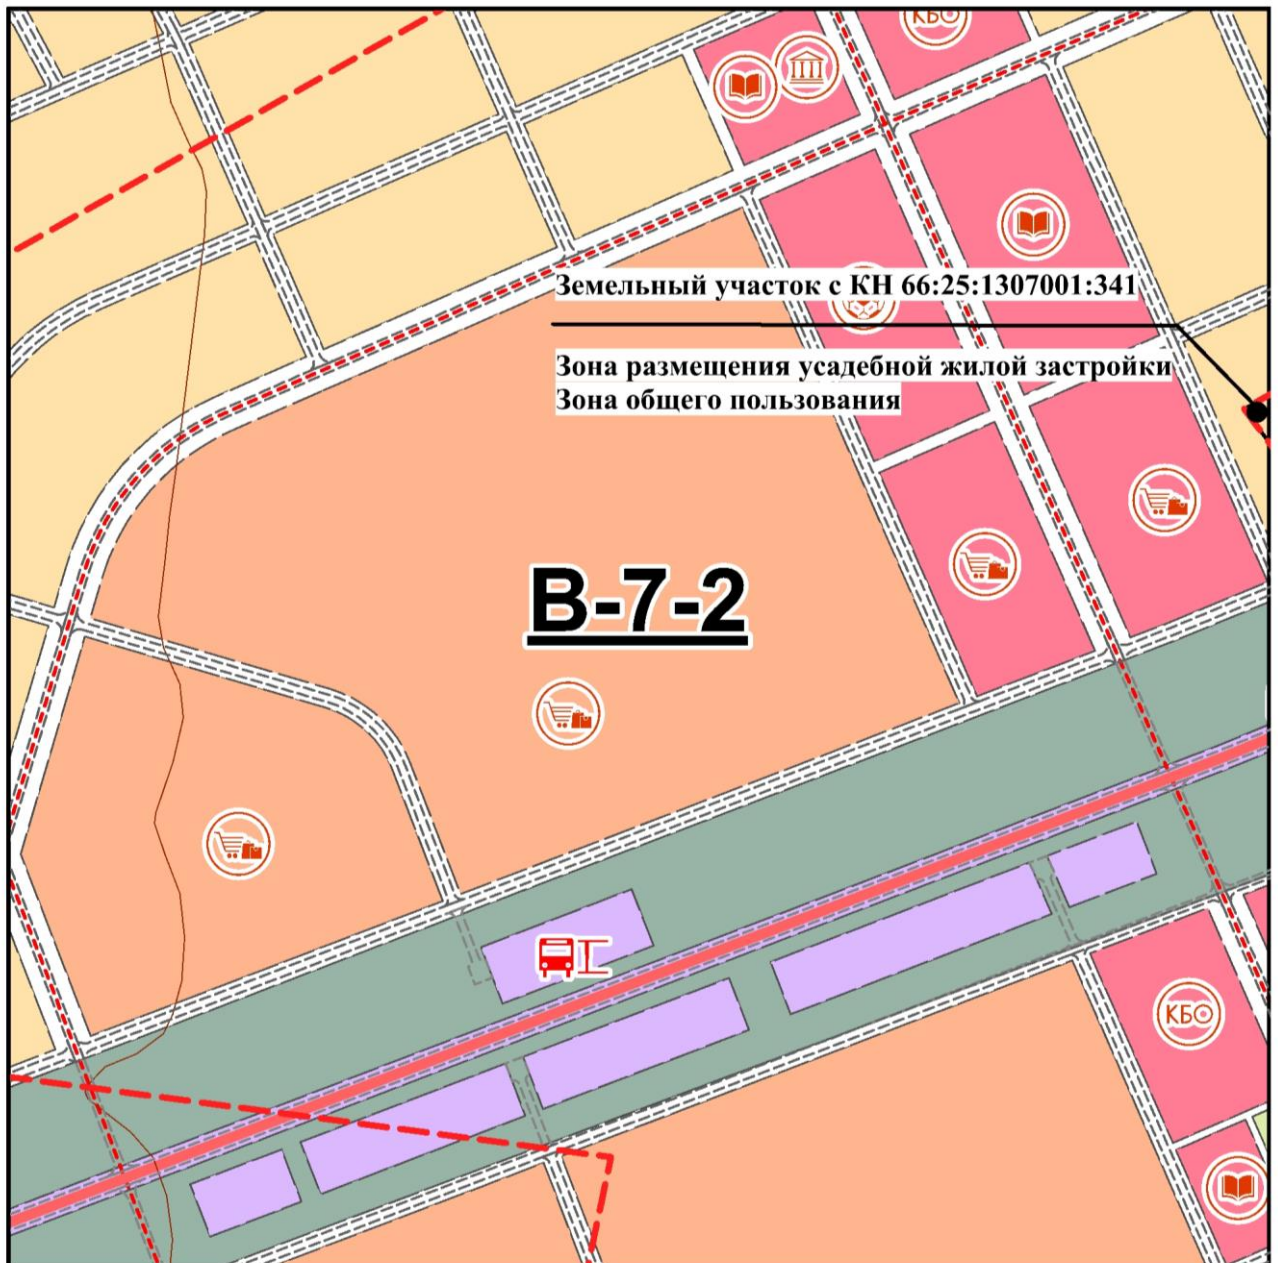 КБО
Земельный участок с КН 66:25:1307001:341
Зона размещения усадебной жилой застройки
Зона общего пользования
В-7-2
КБО